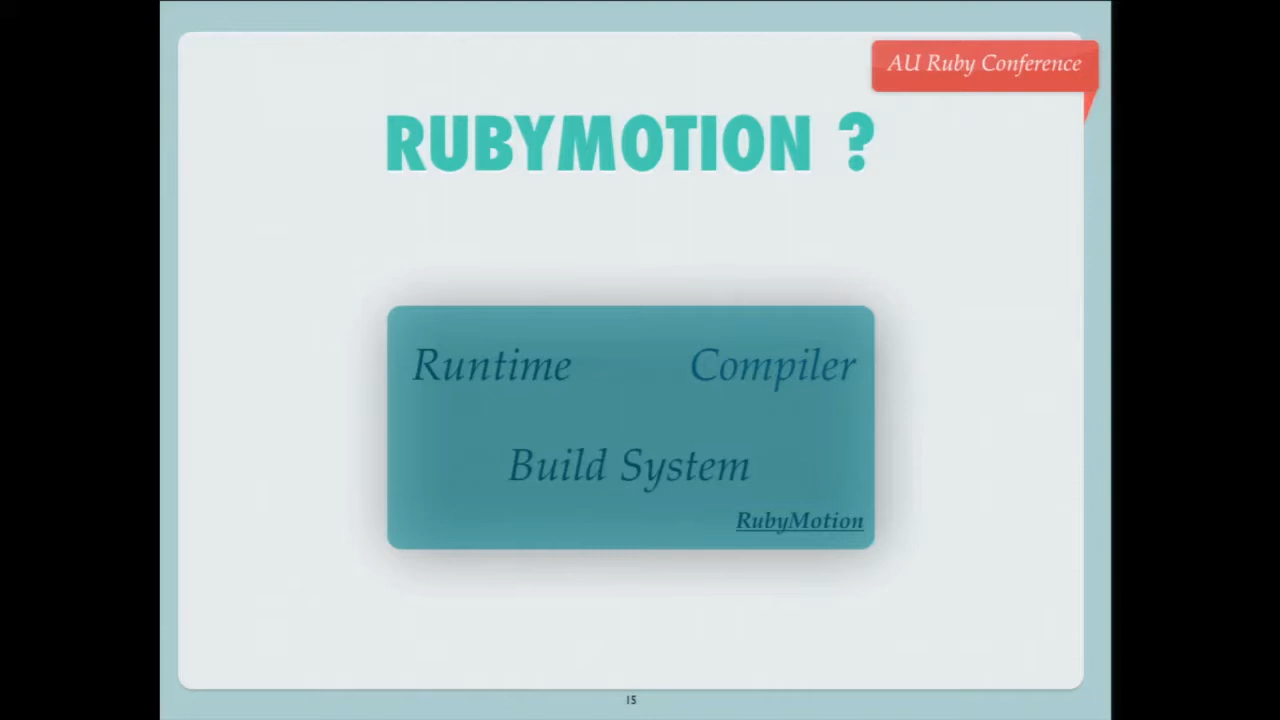 AU Ruby Conference
RUBYMOTION ?
Runtime Compiler
Build System
RubyMotion
15